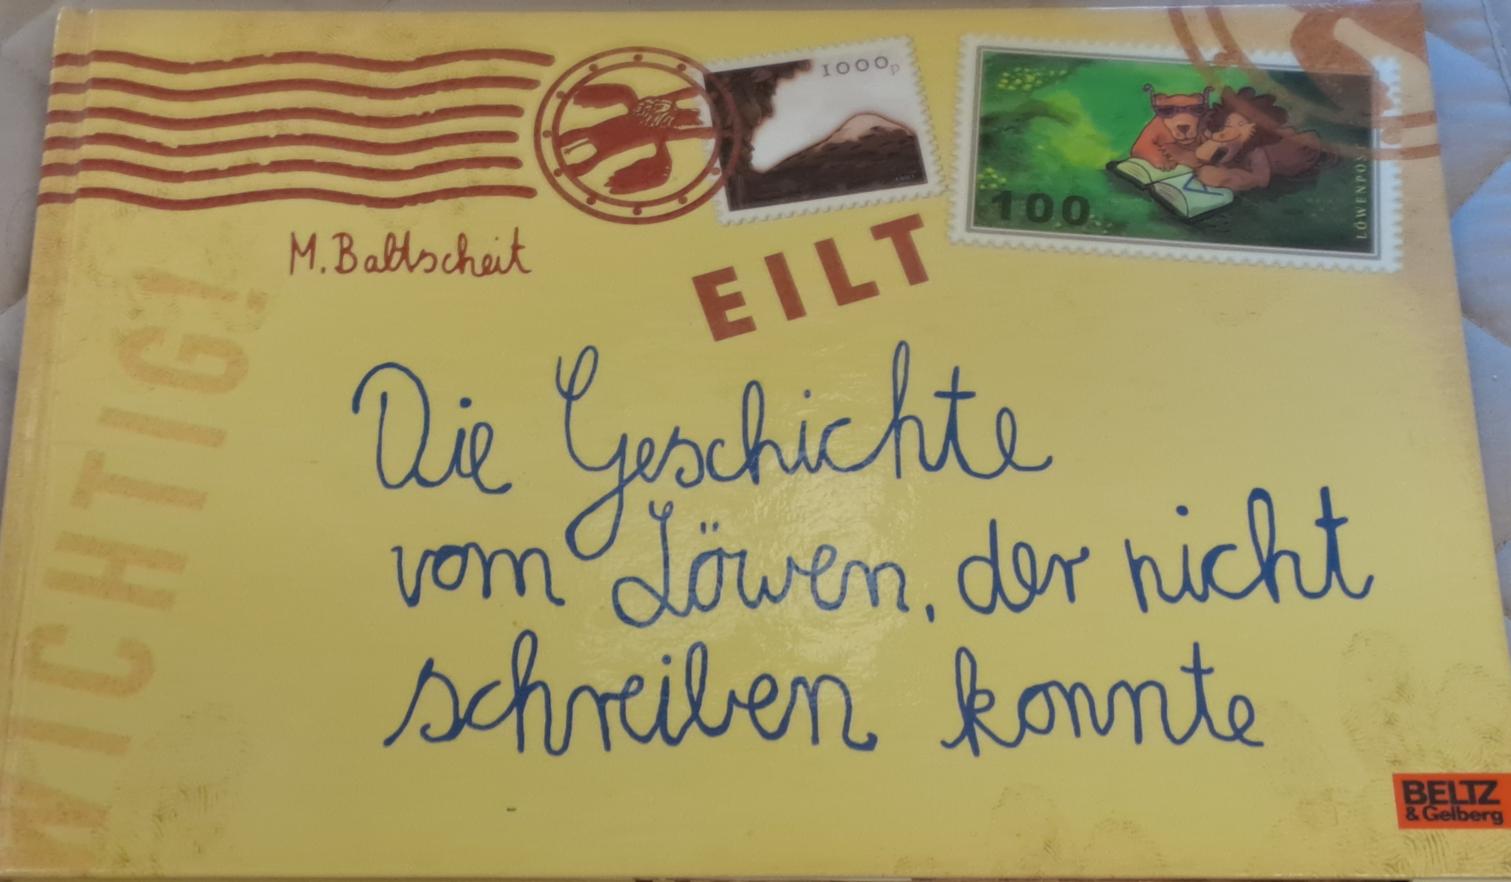 1000p
100
LÖWENPOST
M. Baltscheit
EILT
WICHTIG!
Die Geschichte
vom Löwen, der nicht
schreiben konnte
BELTZ
& Gelberg